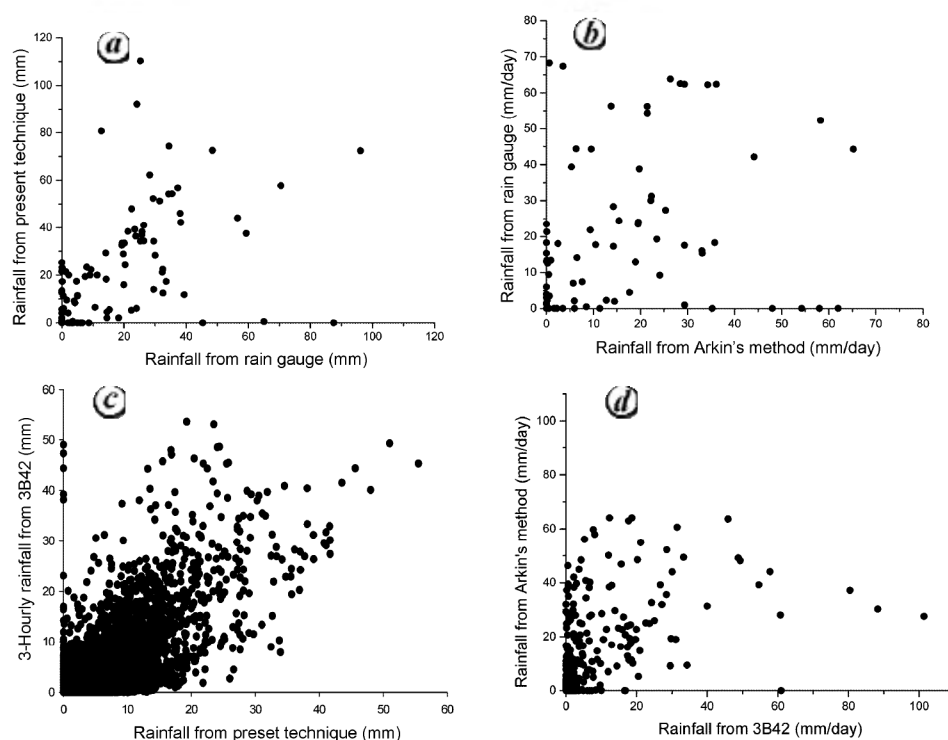 a
Rainfall from present technique (mm)
120
100
80
60
40
20
0
0 20 40 60 80 100 120
Rainfall from rain gauge (mm)
b
Rainfall from rain gauge (mm/day)
80
70
60
50
40
30
20
10
0
0 10 20 30 40 50 60 70 80
Rainfall from Arkin's method (mm/day)
c
3-Hourly rainfall from 3B42 (mm)
60
50
40
30
20
10
0
0 10 20 30 40 50 60
Rainfall from preset technique (mm)
d
Rainfall from Arkin's method (mm/day)
100
80
60
40
20
0
0 20 40 60 80 100
Rainfall from 3B42 (mm/day)